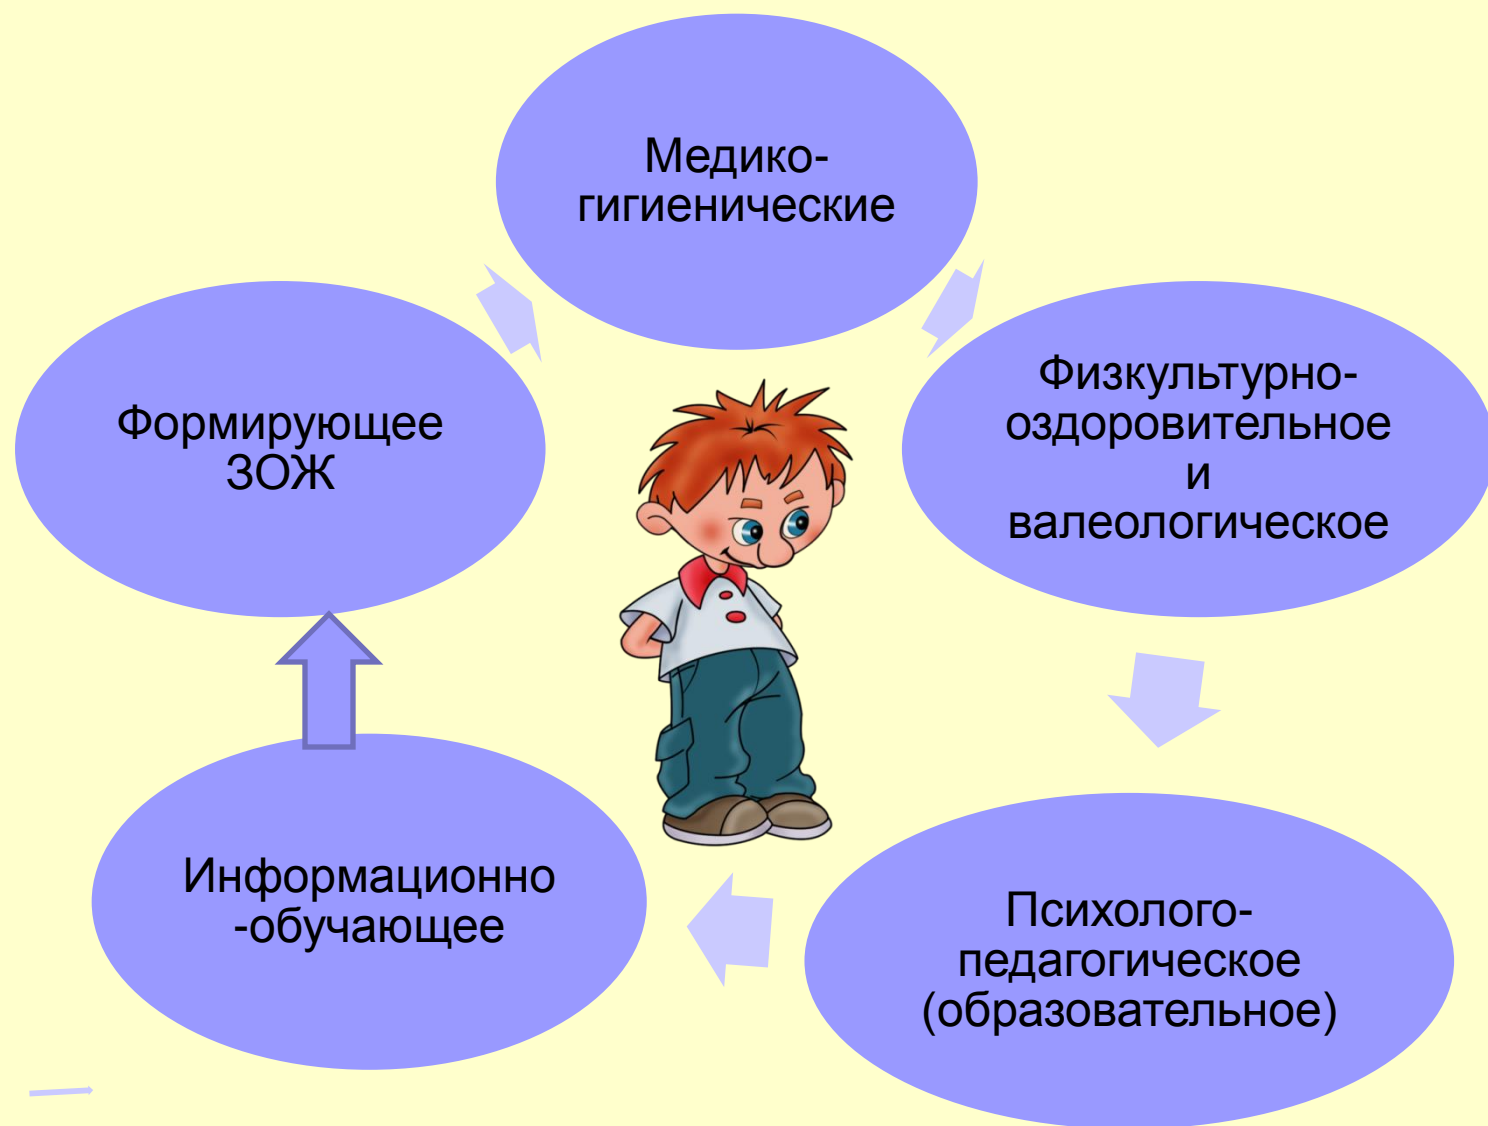 Медико-
гигиенические
Физкультурно-
оздоровительное
и
валеологическое
Психолого-
педагогическое
(образовательное)
Информационно
-обучающее
Формирующее
ЗОЖ